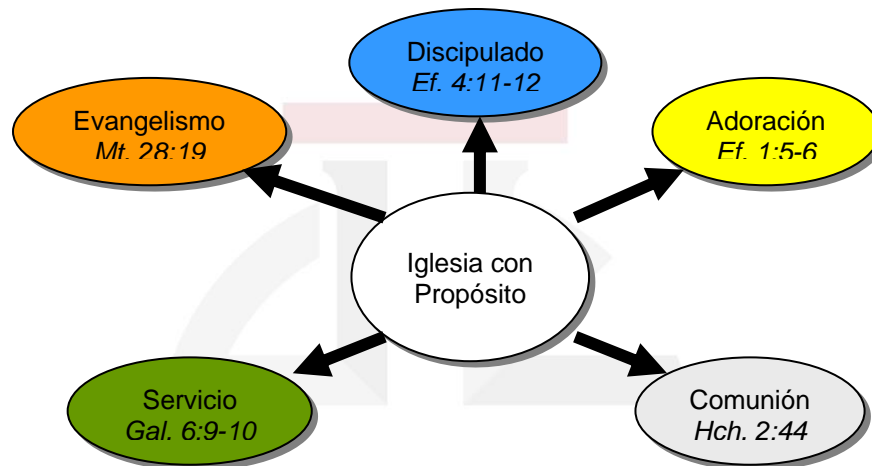 Discipulado
Ef. 4:11-12
Evangelismo
Mt. 28:19
Adoración
Ef. 1:5-6
Iglesia con
Propósito
Servicio
Gal. 6:9-10
Comunión
Hch. 2:44